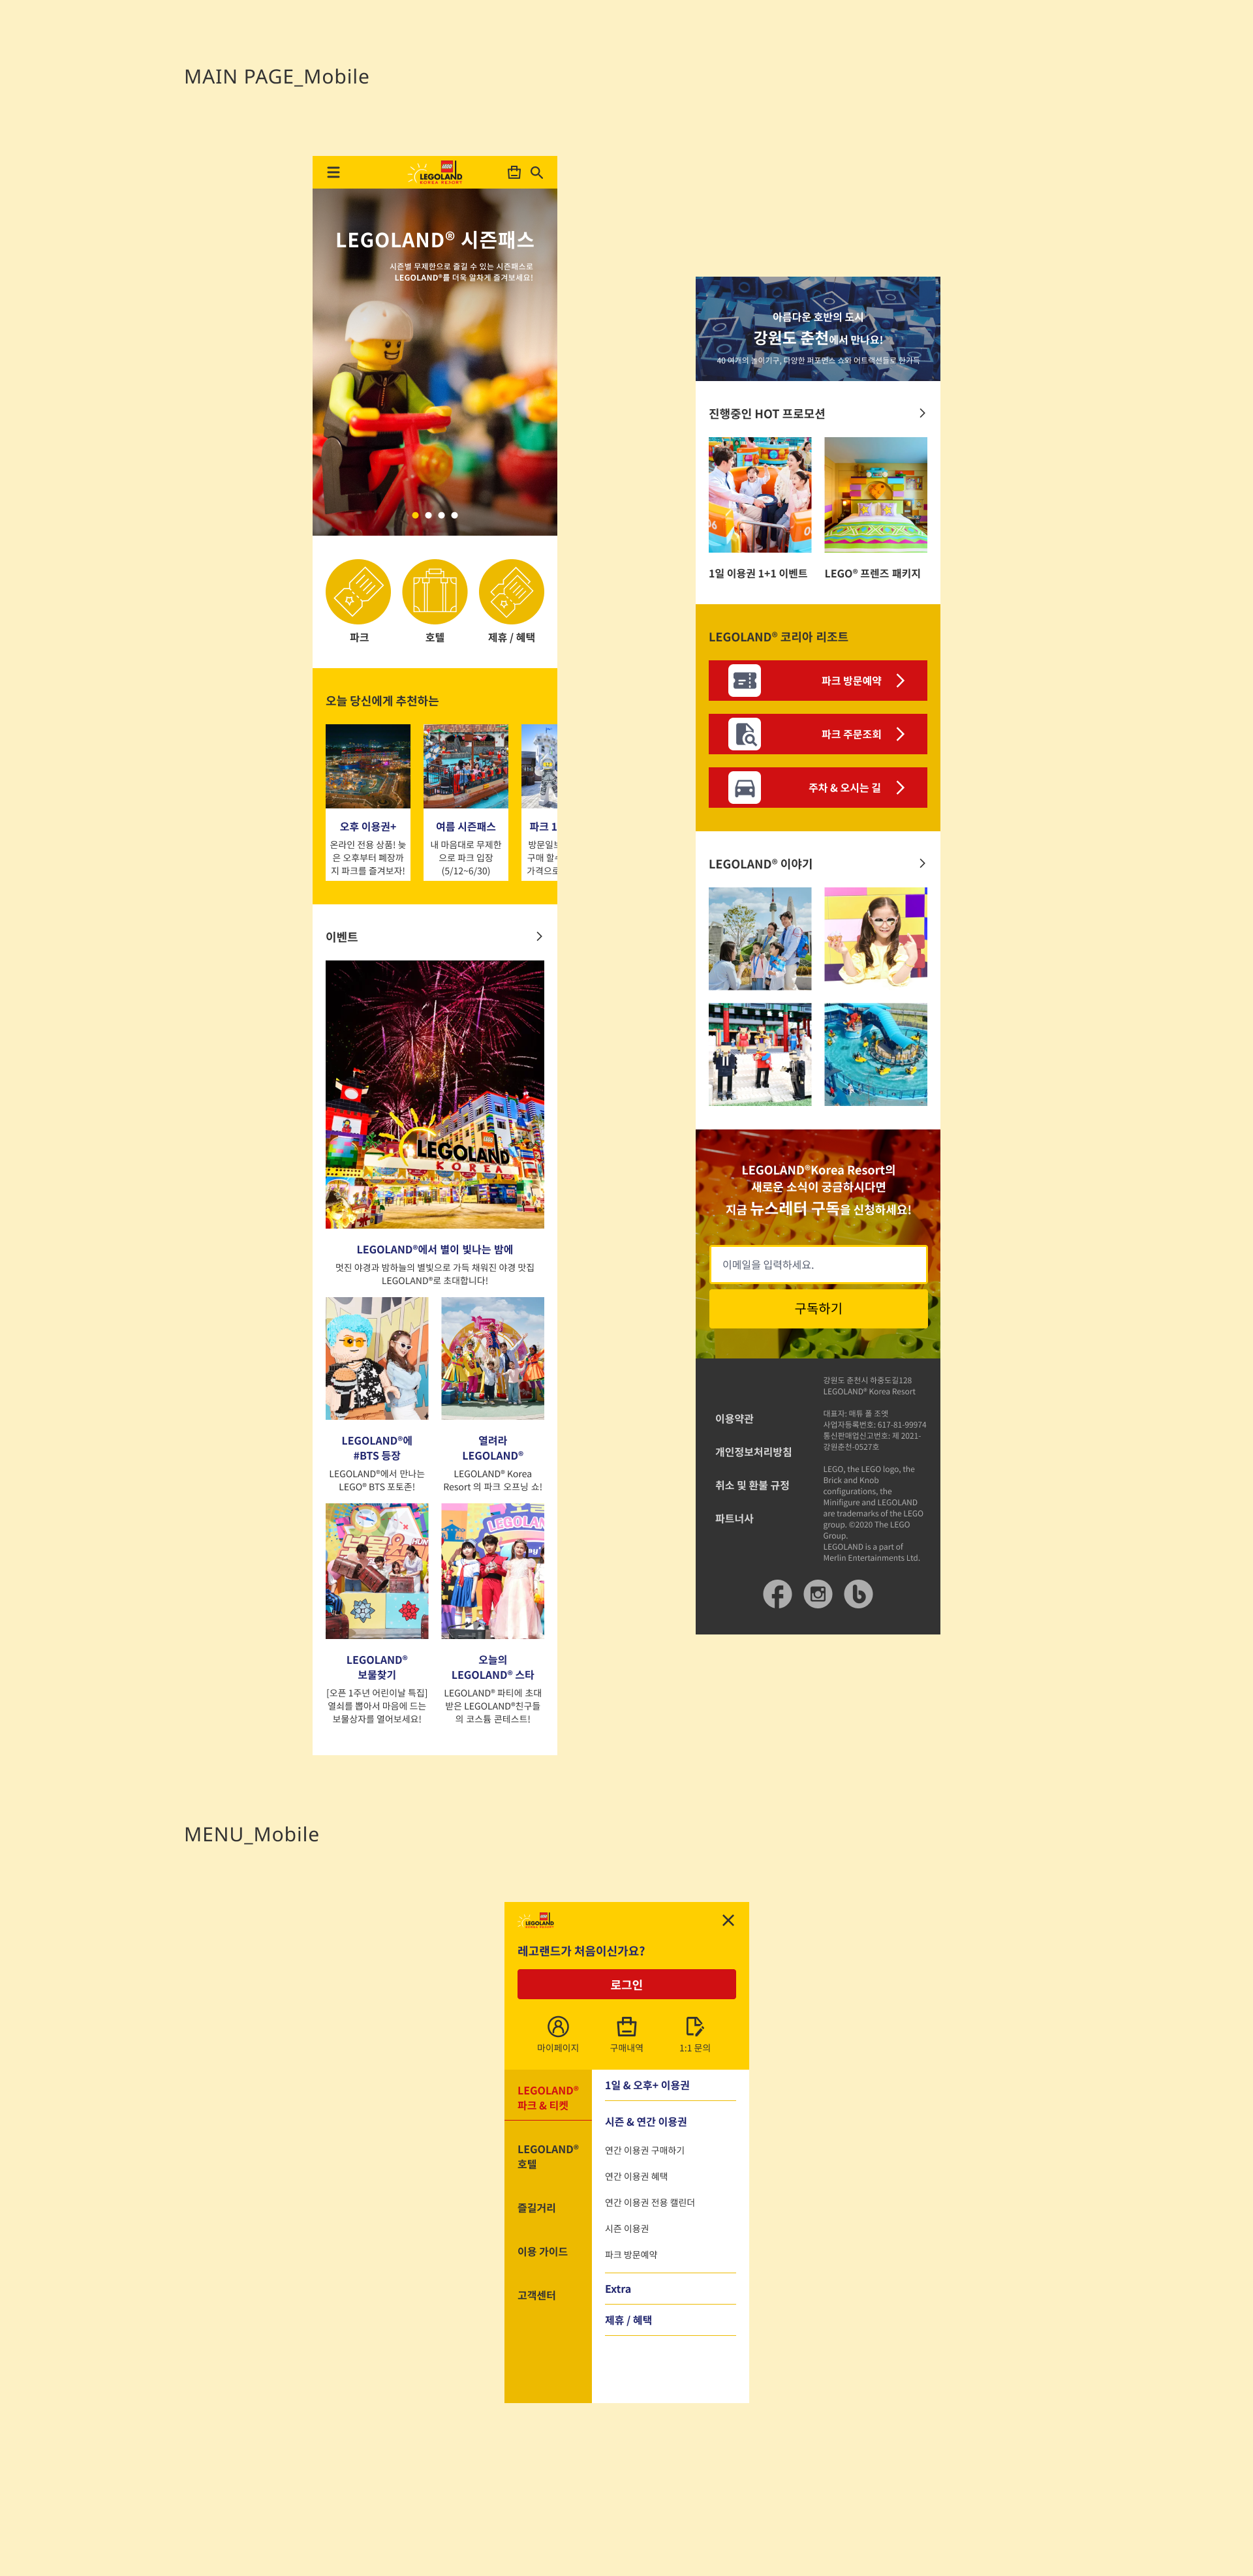 MAIN PAGE_Mobile
LEGO
LEGOLAND
KOREA RESORT
LEGOLAND® 시즌패스
시즌별 무제한으로 즐길 수 있는 시즌패스로
LEGOLAND®를 더욱 알차게 즐겨보세요!
파크
호텔
제휴 / 혜택
오늘 당신에게 추천하는
오후 이용권+
온라인 전용 상품! 늦
은 오후부터 폐장까
지 파크를 즐겨보자!
여름 시즌패스
내 마음대로 무제한
으로 파크 입장
(5/12~6/30)
파크 1
방문일보
구매 할
가격으로
이벤트
LEGOLAND
KOREA
LEGOLAND®에서 별이 빛나는 밤에
멋진 야경과 밤하늘의 별빛으로 가득 채워진 야경 맛집
LEGOLAND®로 초대합니다!
LEGOLAND®에
#BTS 등장
LEGOLAND®에서 만나는
LEGO® BTS 포토존!
열려라
LEGOLAND®
LEGOLAND® Korea
Resort 의 파크 오프닝 쇼!
LEGOLAND®
보물찾기
[오픈 1주년 어린이날 특집]
열쇠를 뽑아서 마음에 드는
보물상자를 열어보세요!
LEGOLAND
오늘의
LEGOLAND® 스타
LEGOLAND® 파티에 초대
받은 LEGOLAND®친구들
의 코스튬 콘테스트!
아름다운 호반의 도시
강원도 춘천에서 만나요!
40 여개의 놀이기구, 다양한 퍼포먼스 쇼와 어트랙션들로 한가득
진행중인 HOT 프로모션
06
1일 이용권 1+1 이벤트
LEGO® 프렌즈 패키지
LEGOLAND® 코리아 리조트
파크 방문예약
파크 주문조회
주차 & 오시는 길
LEGOLAND® 이야기
LEGOLAND®Korea Resort의
새로운 소식이 궁금하시다면
지금 뉴스레터 구독을 신청하세요!
이메일을 입력하세요.
구독하기
이용약관
개인정보처리방침
취소 및 환불 규정
파트너사
강원도 춘천시 하중도길128
LEGOLAND® Korea Resort
대표자: 매튜 폴 조엣
사업자등록번호: 617-81-99974
통신판매업신고번호: 제 2021-
강원춘천-0527호
LEGO, the LEGO logo, the
Brick and Knob
configurations, the
Minifigure and LEGOLAND
are trademarks of the LEGO
group. ©2020 The LEGO
Group.
LEGOLAND is a part of
Merlin Entertainments Ltd.
MENU_Mobile
LEGO
LEGOLAND
KOREA RESORT
레고랜드가 처음이신가요?
로그인
마이페이지
구매내역
1:1 문의
LEGOLAND®
파크 & 티켓
LEGOLAND®
호텔
즐길거리
이용 가이드
고객센터
1일 & 오후+ 이용권
시즌 & 연간 이용권
연간 이용권 구매하기
연간 이용권 혜택
연간 이용권 전용 캘린더
시즌 이용권
파크 방문예약
Extra
제휴 / 혜택